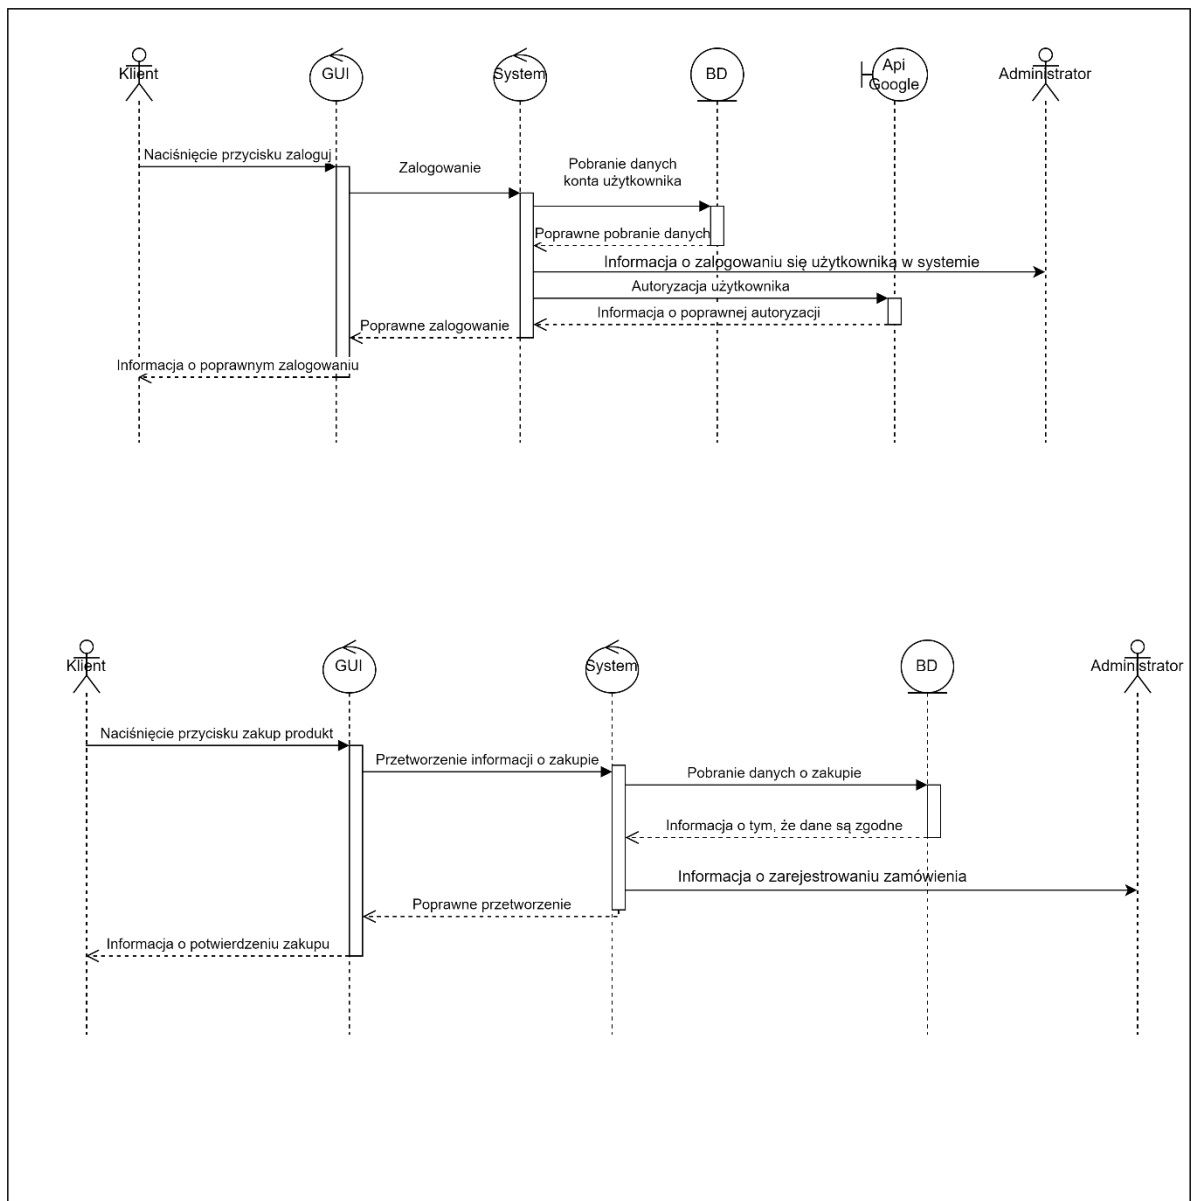 Klient
GUI
System
BD
Api
Google
Administrator
Naciśnięcie przycisku zaloguj
Zalogowanie
Pobranie danych
konta użytkownika
Poprawne pobranie danych
Informacja o zalogowaniu się użytkownika w systemie
Autoryzacja użytkownika
Informacja o poprawnej autoryzacji
Poprawne zalogowanie
Informacja o poprawnym zalogowaniu
Klient
GUI
System
BD
Administrator
Naciśnięcie przycisku zakup produkt
Przetworzenie informacji o zakupie
Pobranie danych o zakupie
Informacja o tym, że dane są zgodne
Informacja o zarejestrowaniu zamówienia
Poprawne przetworzenie
Informacja o potwierdzeniu zakupu